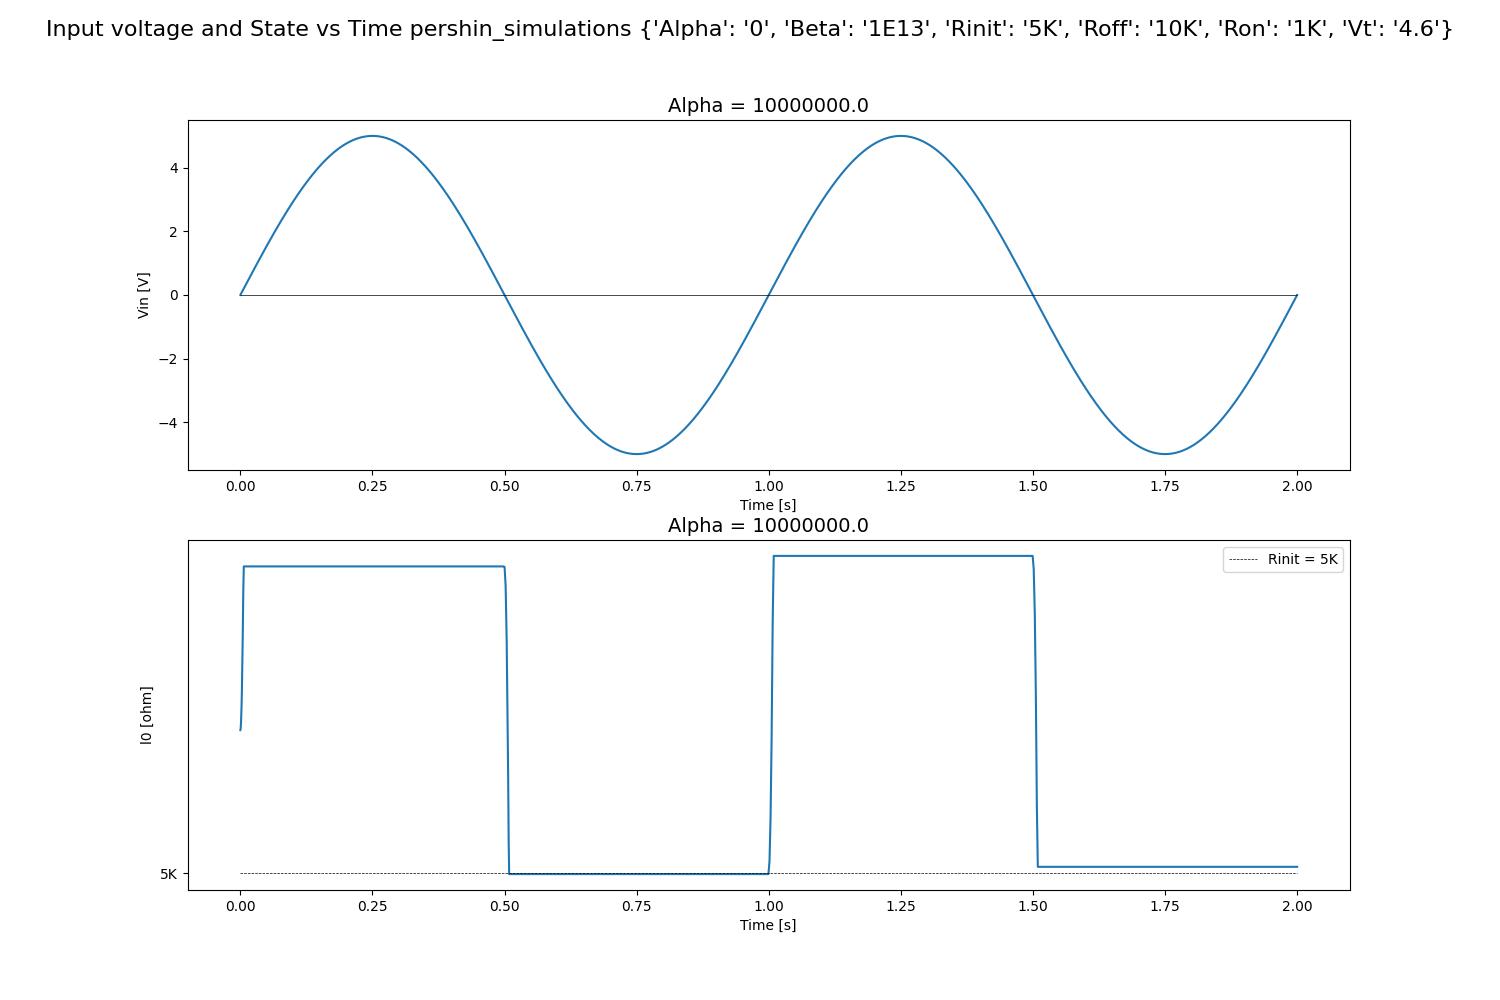 Input voltage and State vs Time pershin_simulations {'Alpha': '0', 'Beta': '1E13', 'Rinit': '5K', 'Roff': '10K', 'Ron': '1K', 'Vt': '4.6'}
Alpha = 10000000.0
4
2
0
−2
−4
Vin [V]
0.00 0.25 0.50 0.75 1.00 1.25 1.50 1.75 2.00
Time [s]
Alpha = 10000000.0
Rinit = 5K
l0 [ohm]
5K
0.00 0.25 0.50 0.75 1.00 1.25 1.50 1.75 2.00
Time [s]